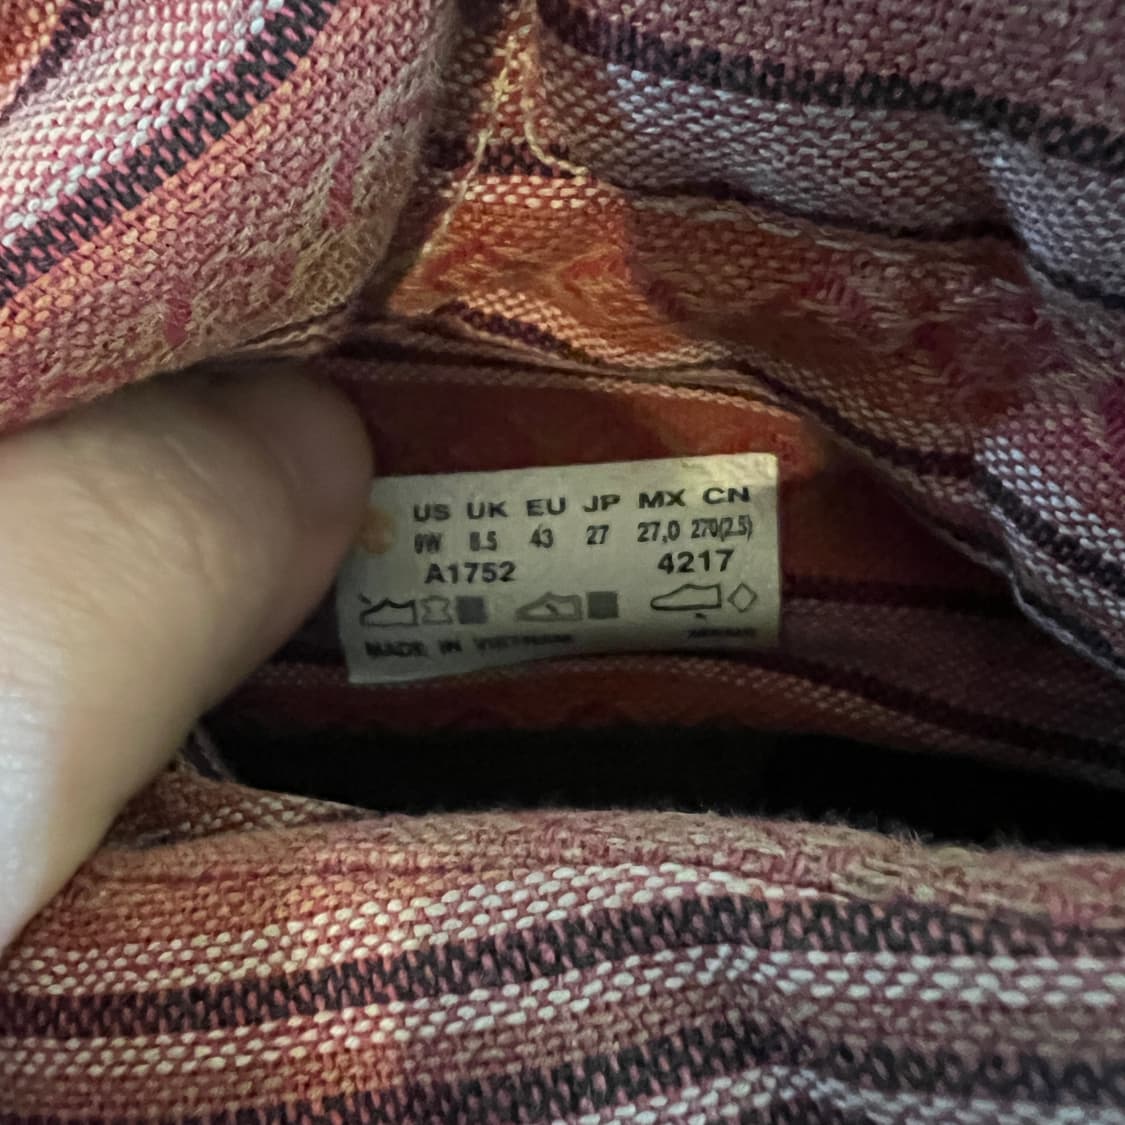 US UK EU JP MX CN
9W 8.5 43 27 27,0 270(2.5)
A1752 4217
MADE IN VIETNAM